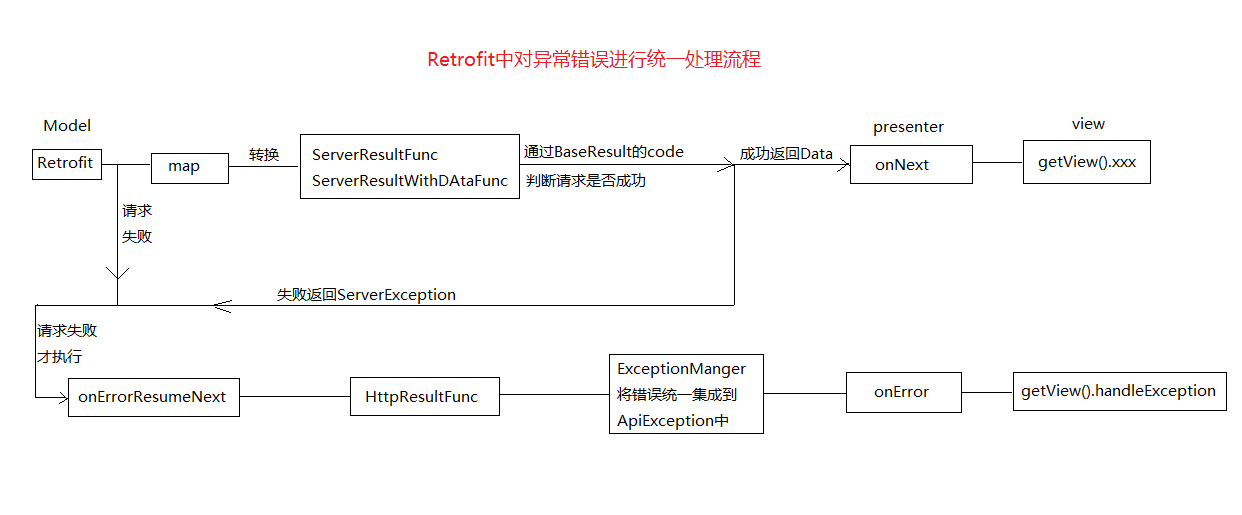 Retrofit中对异常错误进行统一处理流程
Model
presenter
view
Retrofit
map
转换
ServerResultFunc
ServerResultWithDAtaFunc
通过BaseResult的code
判断请求是否成功
成功返回Data
onNext
getView().xxx
请求
失败
失败返回ServerException
请求失败
才执行
onErrorResumeNext
HttpResultFunc
ExceptionManger
将错误统一集成到
ApiException中
onError
getView().handleException